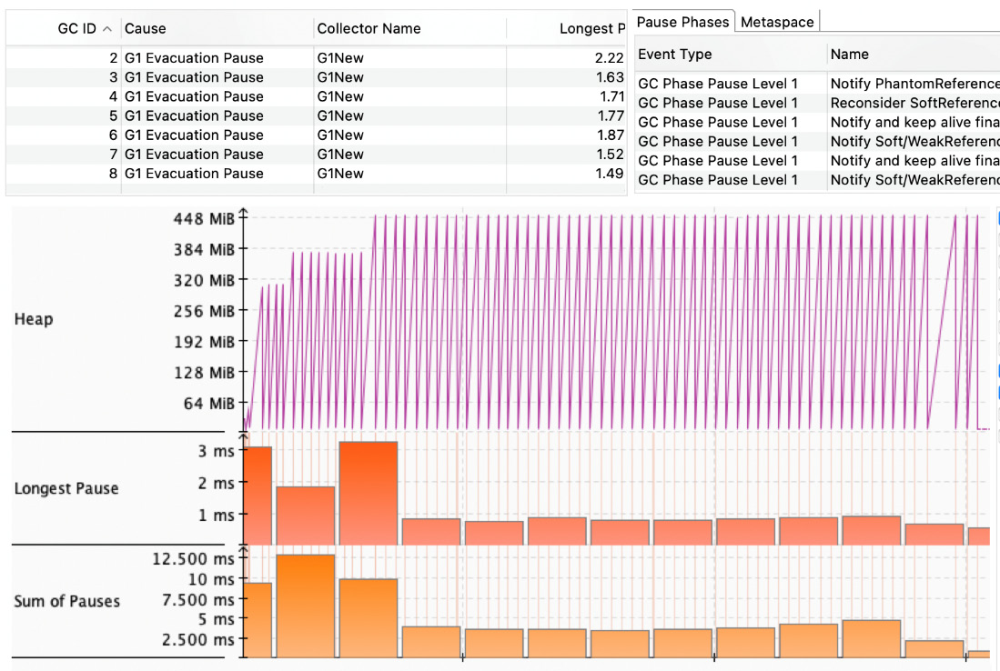 GC ID Cause Collector Name Longest P
2 G1 Evacuation Pause G1New 2.22
3 G1 Evacuation Pause G1New 1.63
4 G1 Evacuation Pause G1New 1.71
5 G1 Evacuation Pause G1New 1.77
6 G1 Evacuation Pause G1New 1.87
7 G1 Evacuation Pause G1New 1.52
8 G1 Evacuation Pause G1New 1.49
Pause Phases Metaspace
Event Type Name
GC Phase Pause Level 1 Notify PhantomReference
GC Phase Pause Level 1 Reconsider SoftReferenc
GC Phase Pause Level 1 Notify and keep alive fina
GC Phase Pause Level 1 Notify Soft/WeakReferenc
GC Phase Pause Level 1 Notify and keep alive fina
GC Phase Pause Level 1 Notify Soft/WeakReferenc
Heap
448 MiB
384 MiB
320 MiB
256 MiB
192 MiB
128 MiB
64 MiB
Longest Pause
3 ms
2 ms
1 ms
Sum of Pauses
12.500 ms
10 ms
7.500 ms
5 ms
2.500 ms